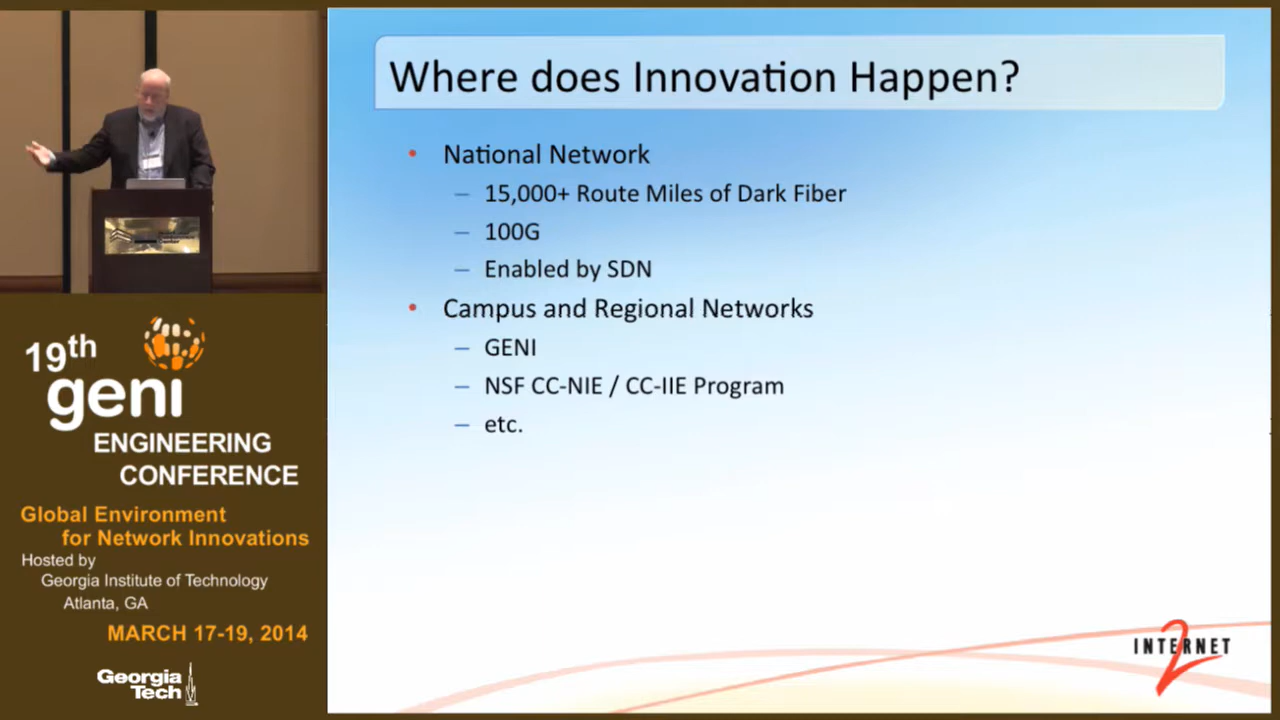 Where does Innovation Happen?
• National Network
– 15,000+ Route Miles of Dark Fiber
– 100G
– Enabled by SDN
• Campus and Regional Networks
– GENI
– NSF CC-NIE / CC-IIE Program
– etc.
INTERNET
2
19th
geni
ENGINEERING
CONFERENCE
Global Environment
for Network Innovations
Hosted by
Georgia Institute of Technology
Atlanta, GA
MARCH 17-19, 2014
Georgia
Tech